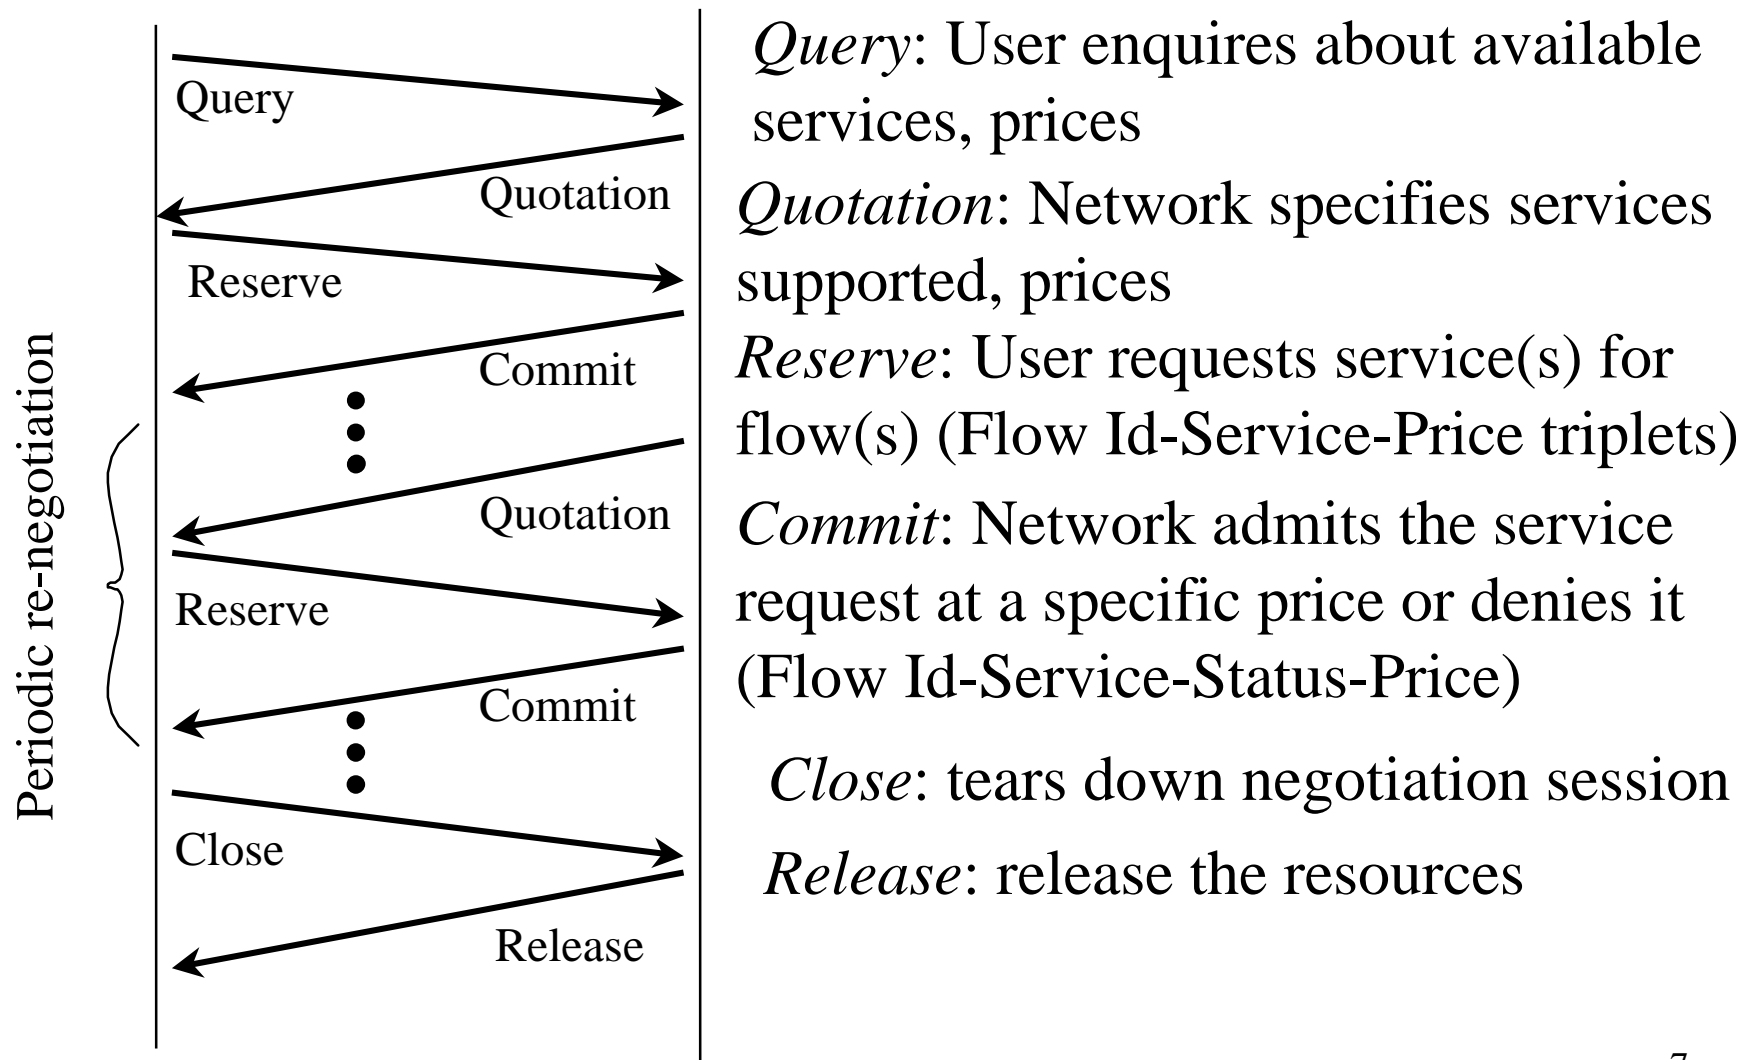 Periodic re-negotiation
Query
Quotation
Reserve
Commit
Quotation
Reserve
Commit
Close
Release
Query: User enquires about available
services, prices
Quotation: Network specifies services
supported, prices
Reserve: User requests service(s) for
flow(s) (Flow Id-Service-Price triplets)
Commit: Network admits the service
request at a specific price or denies it
(Flow Id-Service-Status-Price)
Close: tears down negotiation session
Release: release the resources